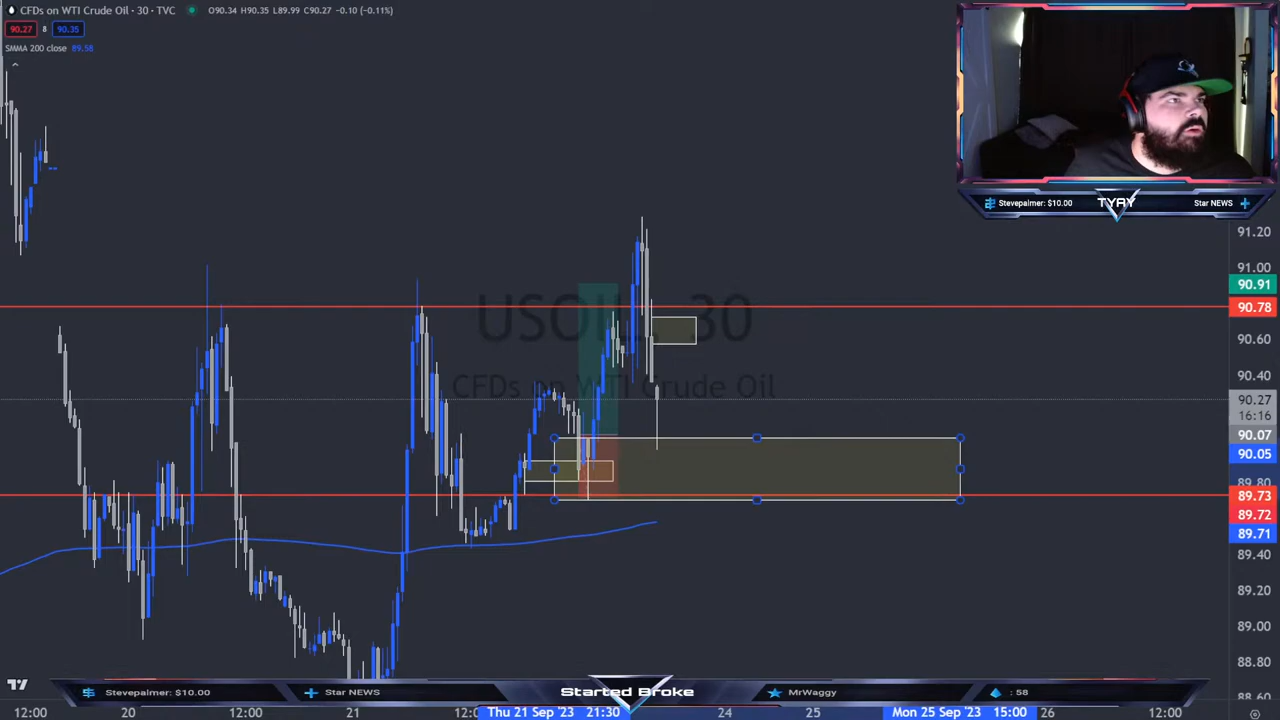 CFDs on WTI Crude Oil · 30 · TVC O90.34 H90.35 L89.99 C90.27 -0.10 (-0.11%)
90.27 8 90.35
SMMA 200 close 89.58
Stevepalmer: $10.00 TYAY Star NEWS
91.20
91.00
90.91
90.78
90.60
90.40
90.27
16:16
90.07
90.05
89.80
89.73
89.72
89.71
89.40
89.20
89.00
88.80
88.60
USOIL, 30
CFDs on WTI Crude Oil
Stevepalmer: $10.00 Star NEWS Started Broke MrWaggy : 58
12:00 20 12:00 21 12:0 Thu 21 Sep '23 21:30 24 25 Mon 25 Sep '23 15:00 26 12:00